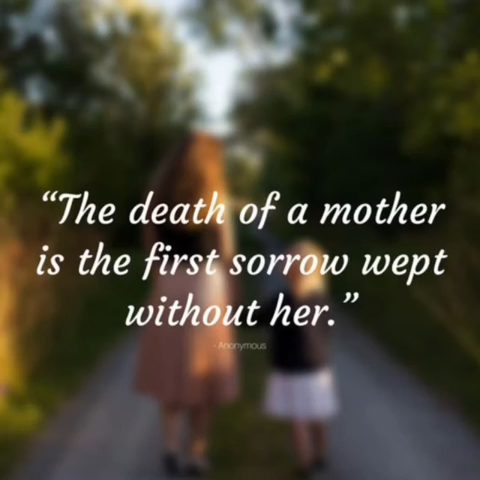 “The death of a mother
is the first sorrow wept
without her.”
- Anonymous